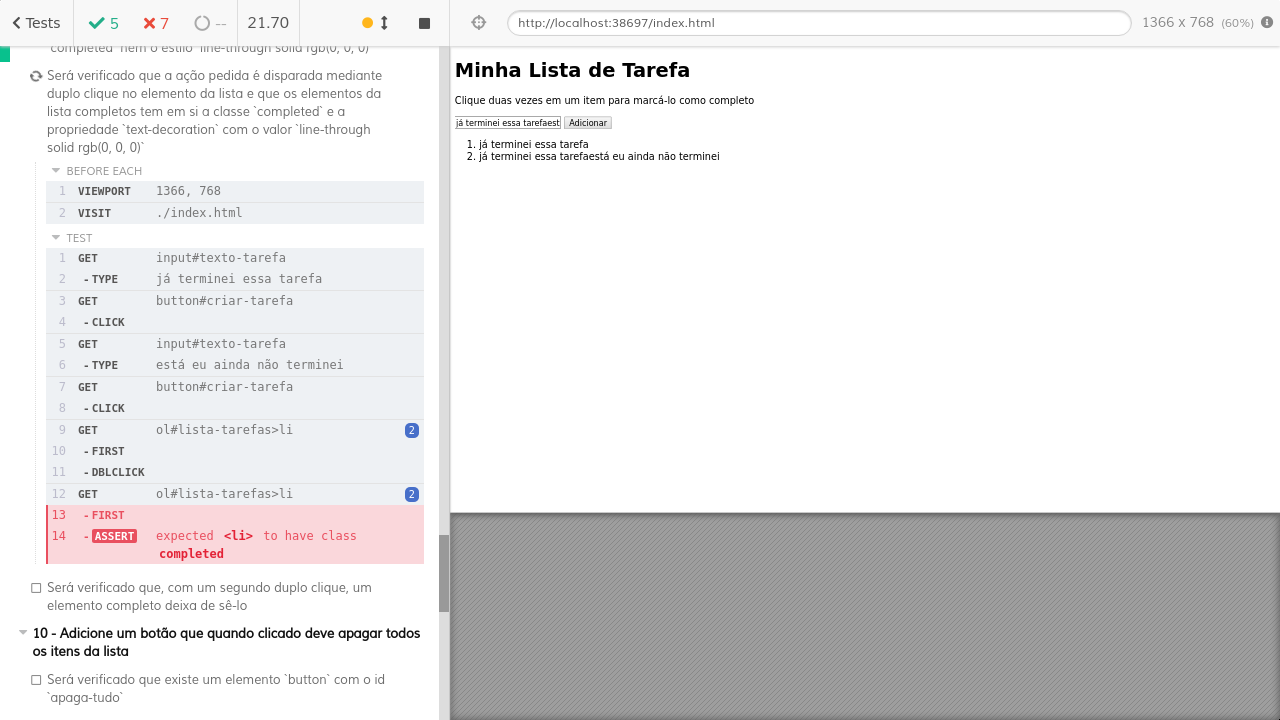 Tests
5
7
--
21.70
http://localhost:38697/index.html
1366 x 768 (60%)
`completed` nem o estilo `line-through solid rgb(0, 0, 0)`
Será verificado que a ação pedida é disparada mediante
duplo clique no elemento da lista e que os elementos da
lista completos tem em si a classe `completed` e a
propriedade `text-decoration` com o valor `line-through
solid rgb(0, 0, 0)`
BEFORE EACH
1 VIEWPORT 1366, 768
2 VISIT ./index.html
TEST
1 GET input#texto-tarefa
2 -TYPE já terminei essa tarefa
3 GET button#criar-tarefa
4 -CLICK
5 GET input#texto-tarefa
6 -TYPE está eu ainda não terminei
7 GET button#criar-tarefa
8 -CLICK
9 GET ol#lista-tarefas>li 2
10 -FIRST
11 -DBLCLICK
12 GET ol#lista-tarefas>li 2
13 -FIRST
14 -ASSERT expected <li> to have class
completed
Será verificado que, com um segundo duplo clique, um
elemento completo deixa de sê-lo
10 - Adicione um botão que quando clicado deve apagar todos
os itens da lista
Será verificado que existe um elemento `button` com o id
`apaga-tudo`
Minha Lista de Tarefa
Clique duas vezes em um item para marcá-lo como completo
já terminei essa tarefaest Adicionar
1. já terminei essa tarefa
2. já terminei essa tarefaestá eu ainda não terminei